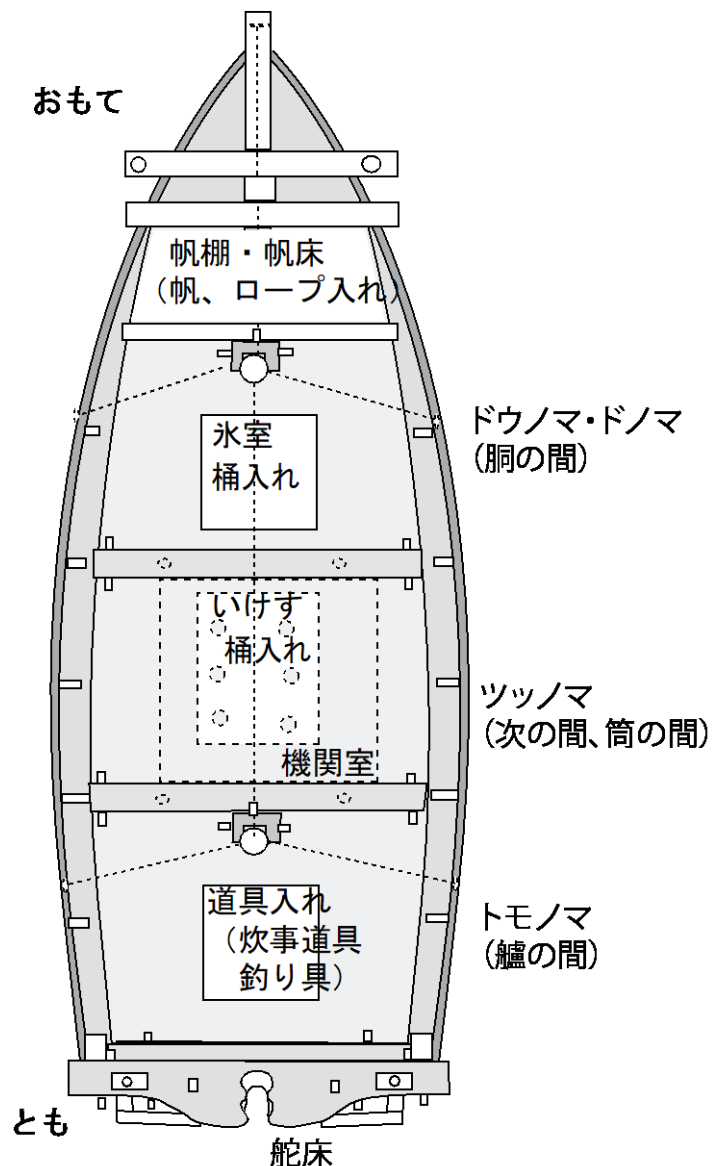 おもて
帆棚・帆床
(帆、ロープ入れ)
ドウノマ・ドノマ
(胴の間)
氷室
桶入れ
いけす
桶入れ
ツッノマ
(次の間、筒の間)
機関室
道具入れ
(炊事道具
釣り具)
トモノマ
(艫の間)
とも
舵床